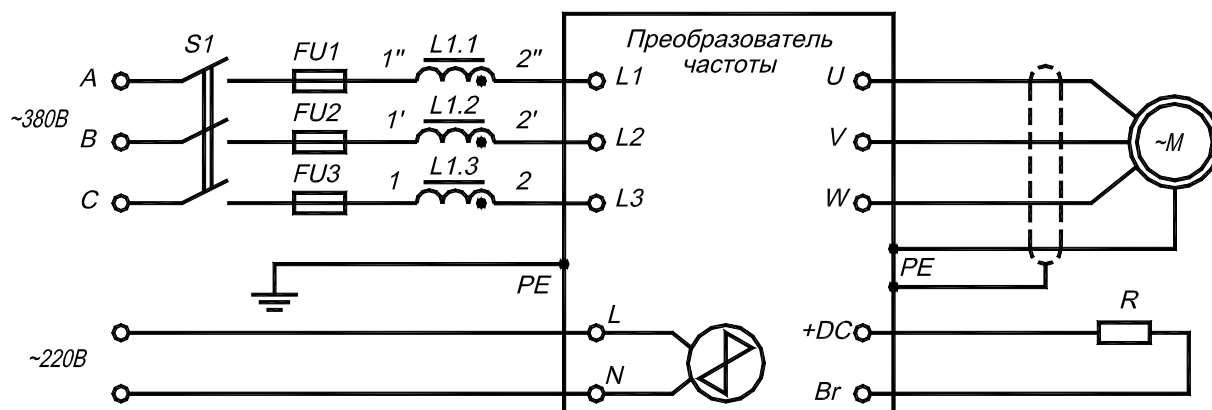 S1
FU1
1"
L1.1
2"
Преобразователь
частоты
A
L1
U
~380В
FU2
1'
L1.2
2'
B
L2
V
~M
FU3
1
L1.3
2
C
L3
W
PE
PE
L
+DC
R
~220В
N
Br